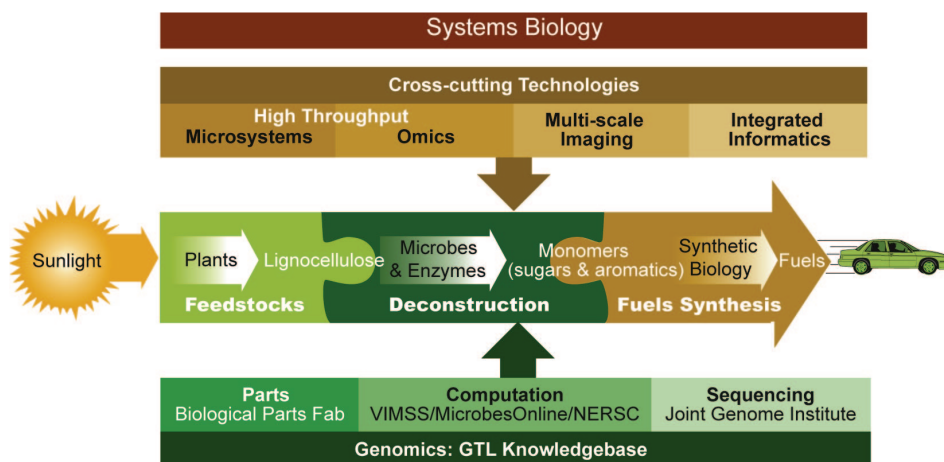 Systems Biology
Cross-cutting Technologies
High Throughput
Microsystems
Omics
Multi-scale
Imaging
Integrated
Informatics
Sunlight
Plants
Lignocellulose
Feedstocks
Microbes
& Enzymes
Deconstruction
Monomers
(sugars & aromatics)
Synthetic
Biology
Fuels
Fuels Synthesis
Parts
Biological Parts Fab
Computation
VIMSS/MicrobesOnline/NERSC
Sequencing
Joint Genome Institute
Genomics: GTL Knowledgebase